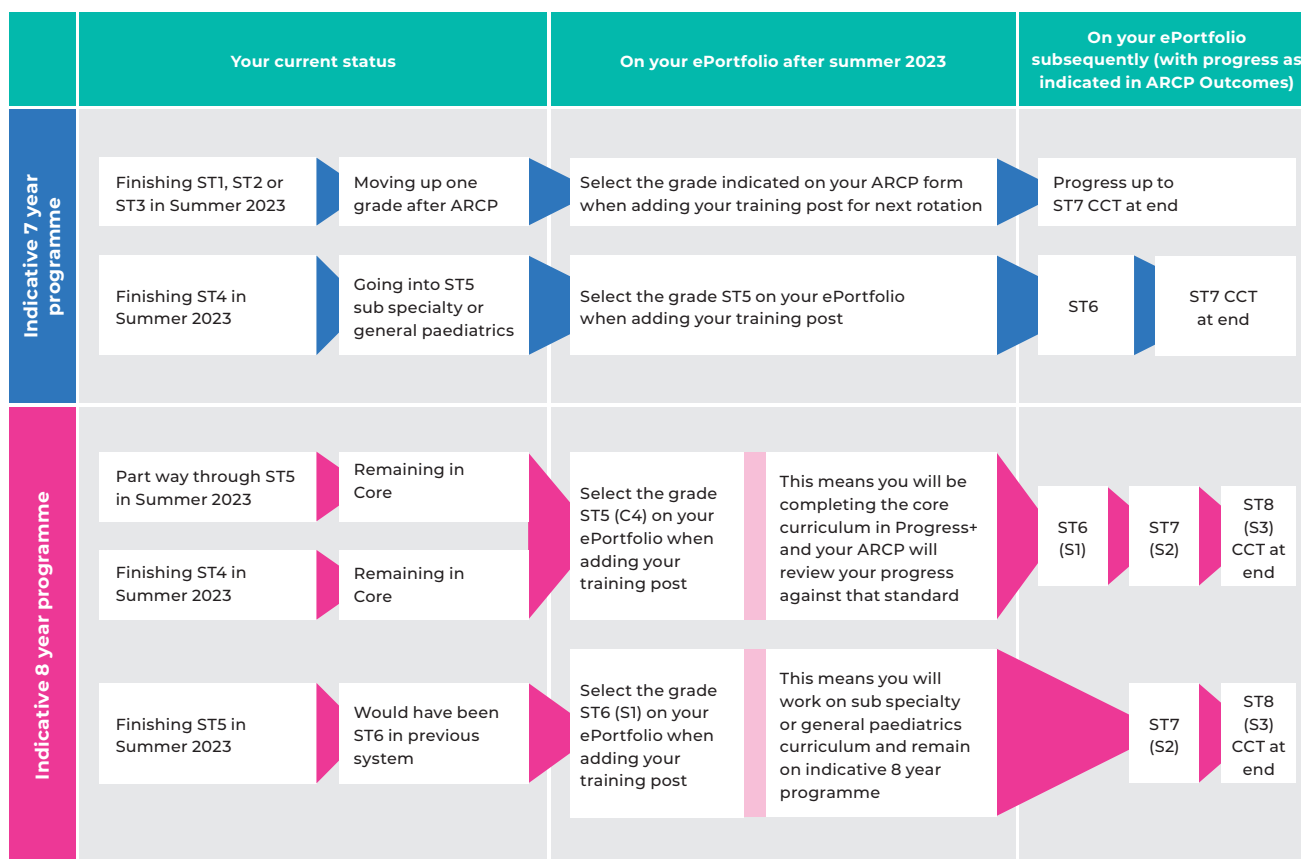 Your current status
On your ePortfolio after summer 2023
On your ePortfolio
subsequently (with progress as
indicated in ARCP Outcomes)
Indicative 7 year
programme
Finishing ST1, ST2 or
ST3 in Summer 2023
Moving up one
grade after ARCP
Select the grade indicated on your ARCP form
when adding your training post for next rotation
Progress up to
ST7 CCT at end
Finishing ST4 in
Summer 2023
Going into ST5
sub specialty or
general paediatrics
Select the grade ST5 on your ePortfolio
when adding your training post
ST6
ST7 CCT
at end
Indicative 8 year programme
Part way through ST5
in Summer 2023
Remaining in
Core
Finishing ST4 in
Summer 2023
Remaining in
Core
Select the grade
ST5 (C4) on your
ePortfolio when
adding your
training post
This means you will be
completing the core
curriculum in Progress+
and your ARCP will
review your progress
against that standard
ST6
(S1)
ST7
(S2)
ST8
(S3)
CCT at
end
Finishing ST5 in
Summer 2023
Would have been
ST6 in previous
system
Select the grade
ST6 (S1) on your
ePortfolio when
adding your
training post
This means you will
work on sub specialty
or general paediatrics
curriculum and remain
on indicative 8 year
programme
ST7
(S2)
ST8
(S3)
CCT at
end